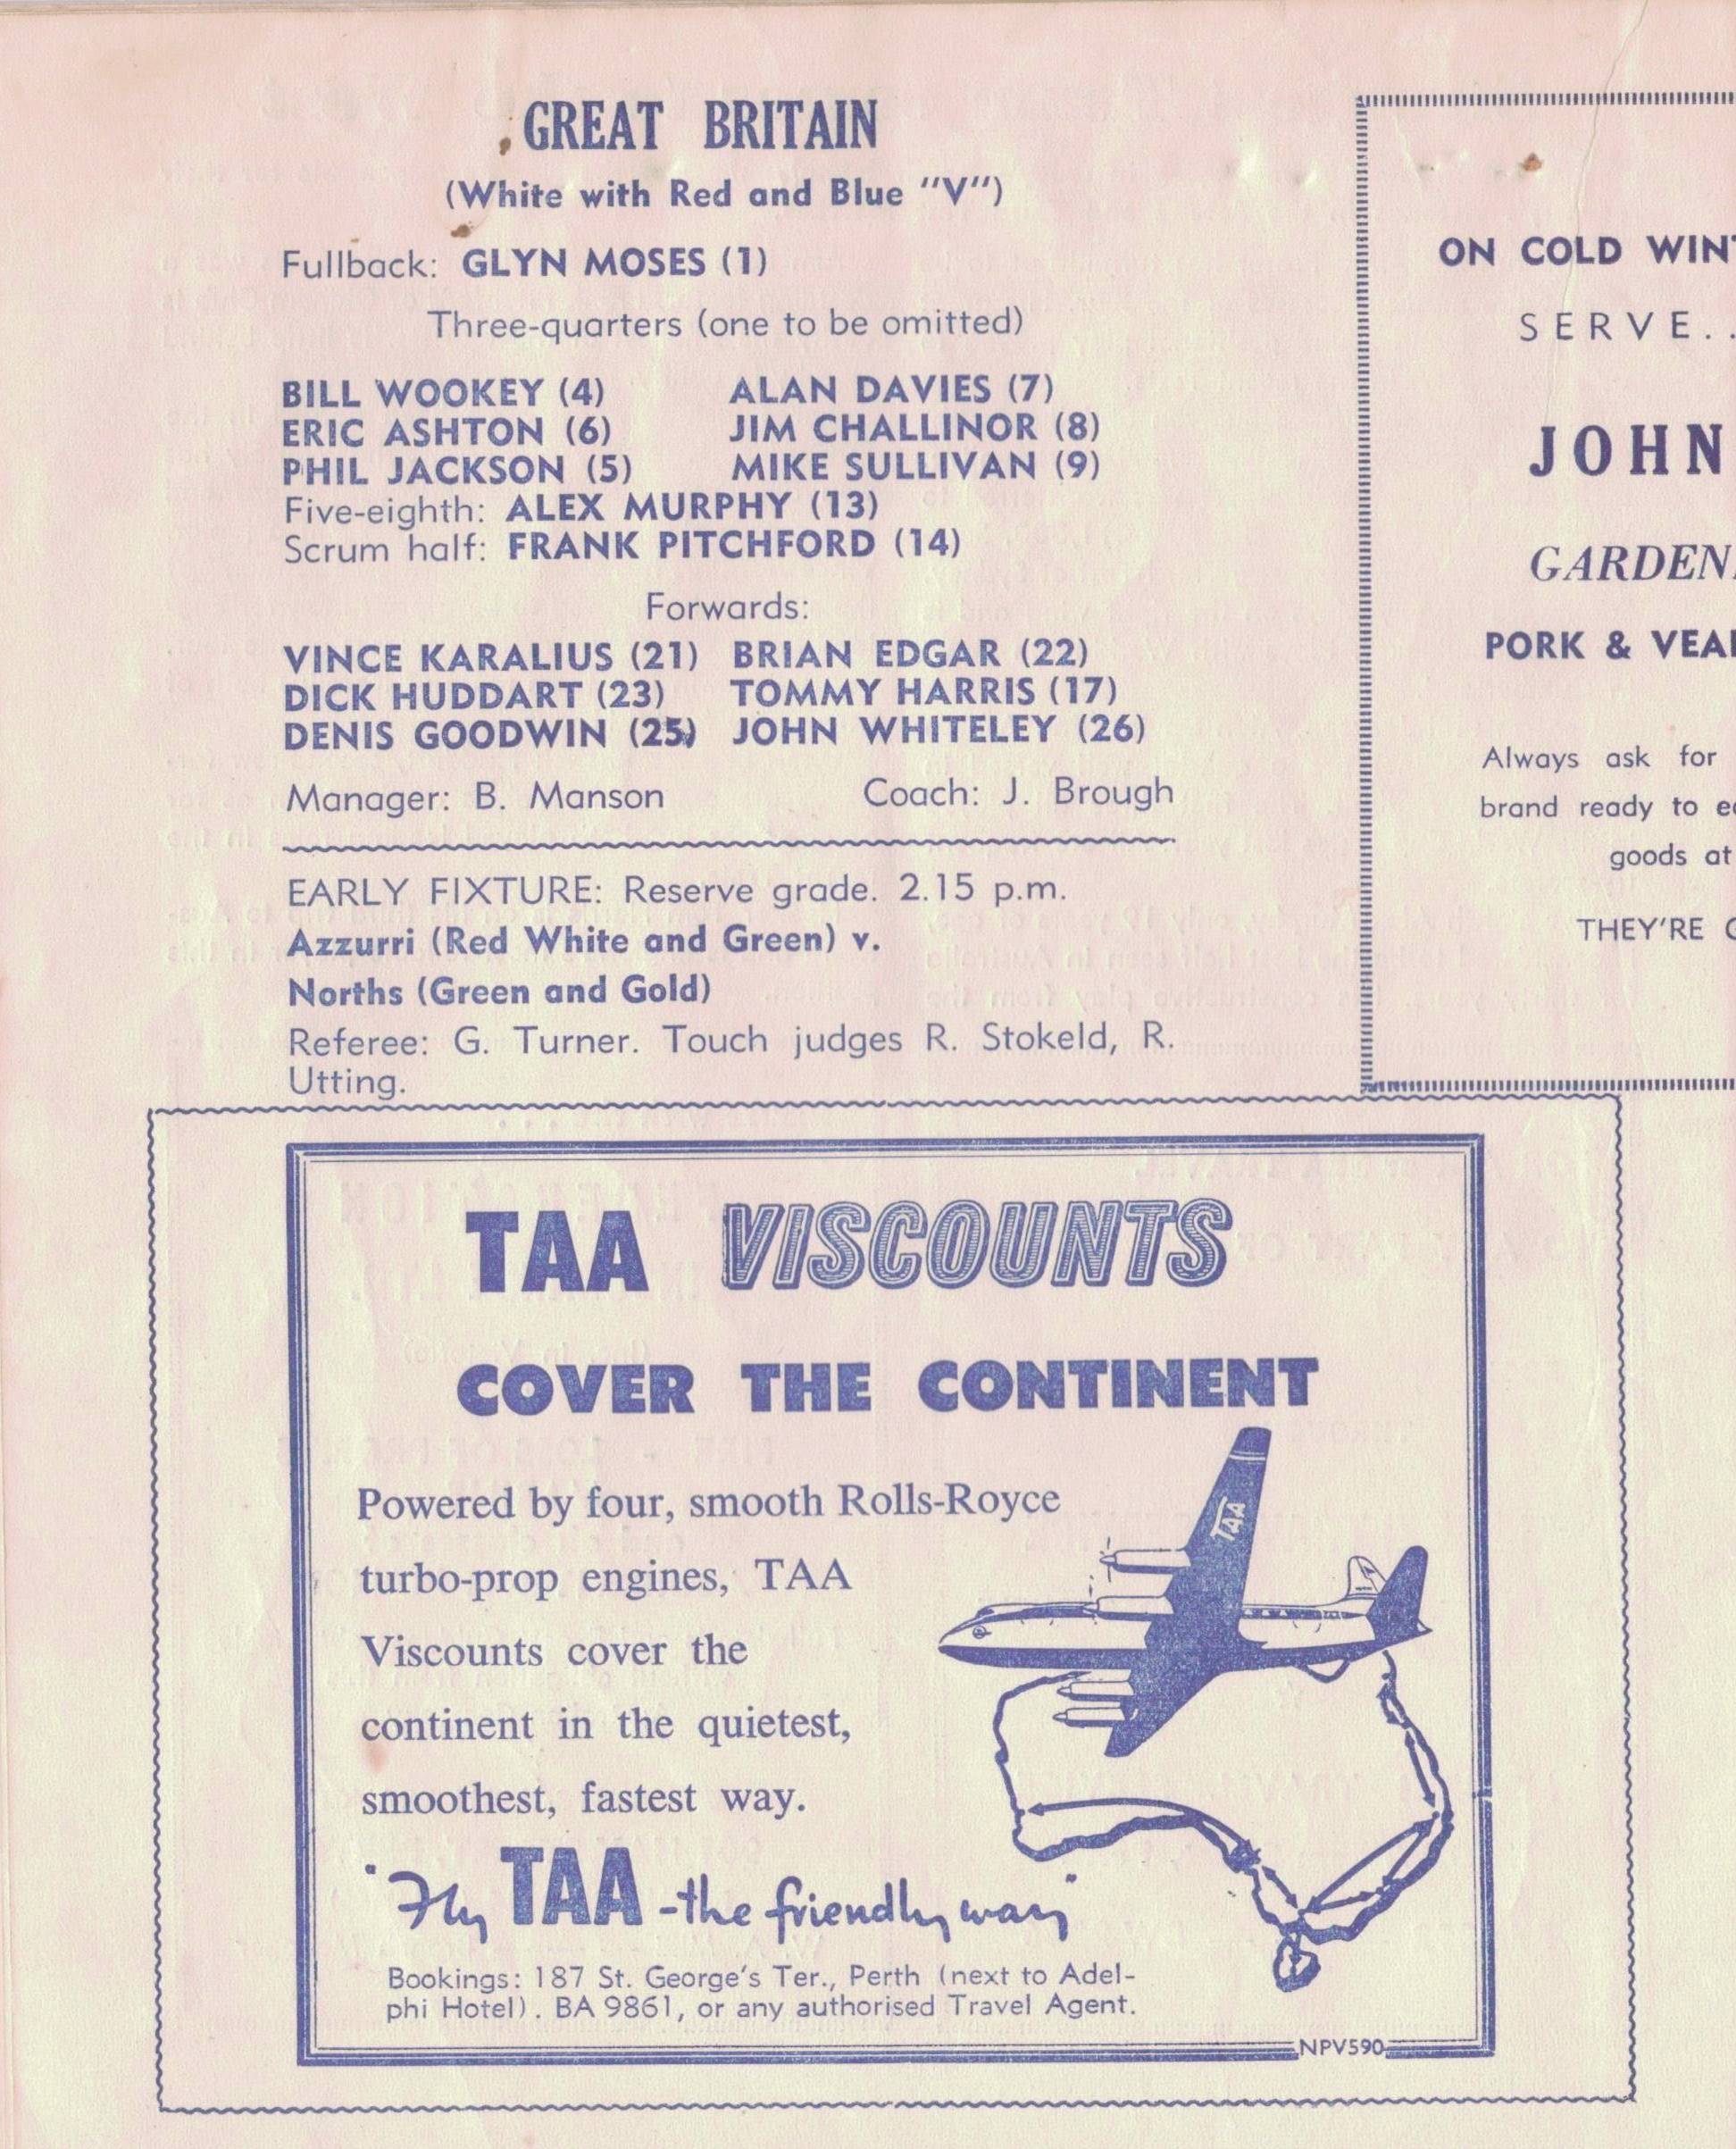 GREAT BRITAIN
(White with Red and Blue "V")
Fullback: GLYN MOSES (1)
Three-quarters (one to be omitted)
BILL WOOKEY (4) ALAN DAVIES (7)
ERIC ASHTON (6) JIM CHALLINOR (8)
PHIL JACKSON (5) MIKE SULLIVAN (9)
Five-eighth: ALEX MURPHY (13)
Scrum half: FRANK PITCHFORD (14)
Forwards:
VINCE KARALIUS (21) BRIAN EDGAR (22)
DICK HUDDART (23) TOMMY HARRIS (17)
DENIS GOODWIN (25) JOHN WHITELEY (26)
Manager: B. Manson Coach: J. Brough
EARLY FIXTURE: Reserve grade. 2.15 p.m.
Azzurri (Red White and Green) v.
Norths (Green and Gold)
Referee: G. Turner. Touch judges R. Stokeld, R.
Utting.
ON COLD WIN
SERVE..
JOHN
GARDEN
PORK & VEA
Always ask for
brand ready to
goods at
THEY'RE
TAA VISCOUNTS
COVER THE CONTINENT
Powered by four, smooth Rolls-Royce
turbo-prop engines, TAA
Viscounts cover the
continent in the quietest,
smoothest, fastest way.
TAA
"Fly TAA - the friendly way"
Bookings: 187 St. George's Ter., Perth (next to Adel-
phi Hotel). BA 9861, or any authorised Travel Agent.
NPV590